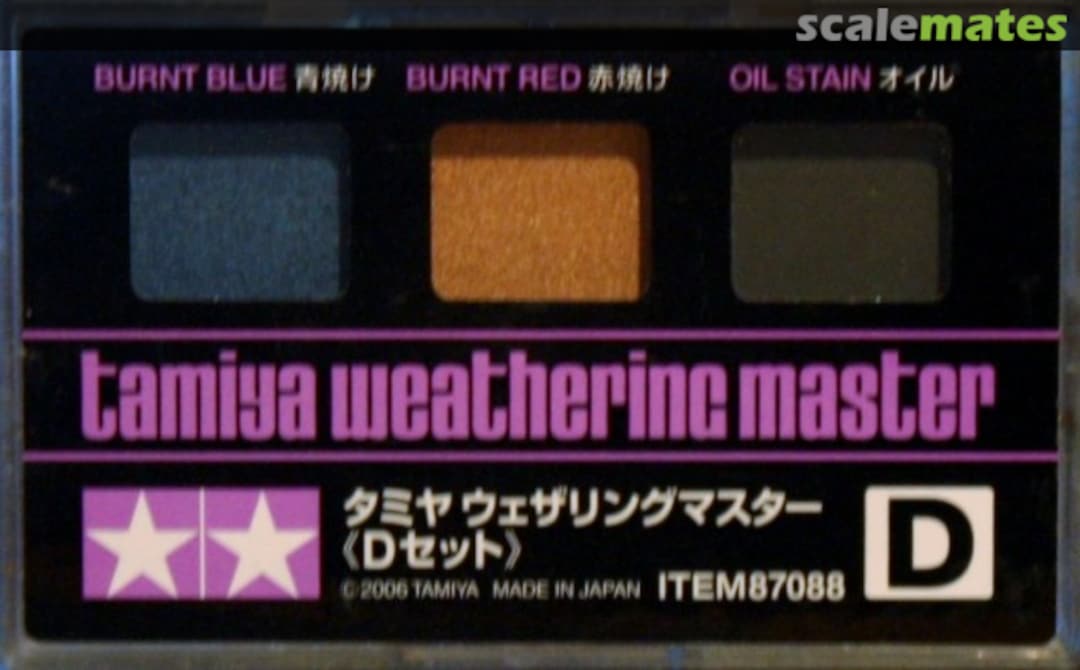 scalemates
BURNT BLUE 青焼け BURNT RED 赤焼け OIL STAIN オイル
tamiya weathering master
タミヤ ウェザリングマスター
《Dセット》
©2006 TAMIYA MADE IN JAPAN ITEM87088
D